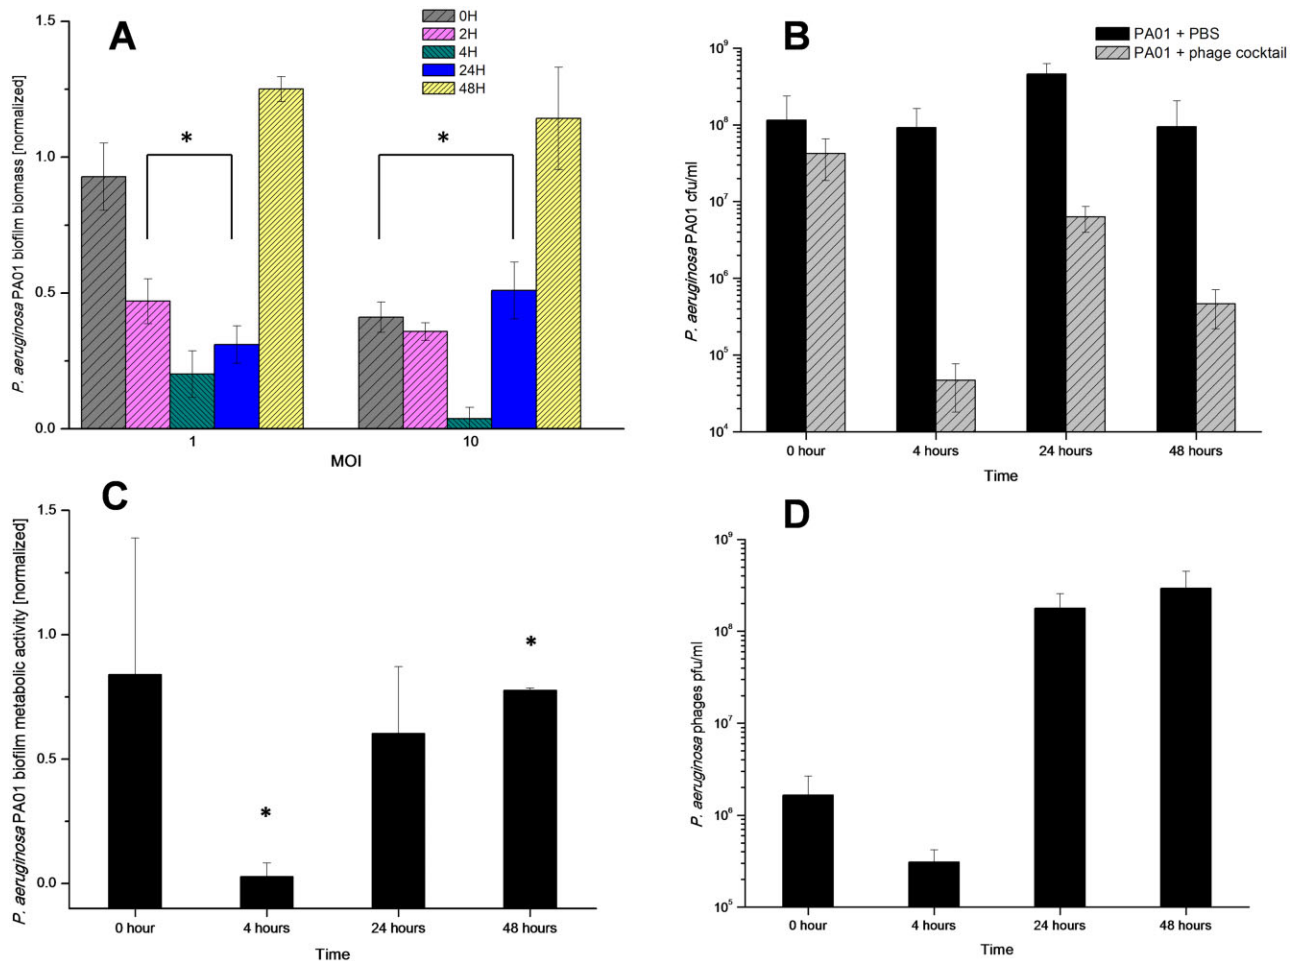 A
0H
2H
4H
24H
48H
P. aeruginosa PA01 biofilm biomass [normalized]
1.5
1.0
0.5
0.0
*
*
1
10
MOI
B
PA01 + PBS
PA01 + phage cocktail
P. aeruginosa PA01 cfu/ml
10⁹
10⁸
10⁷
10⁶
10⁵
10⁴
0 hour
4 hours
24 hours
48 hours
Time
C
P. aeruginosa PA01 biofilm metabolic activity [normalized]
1.5
1.0
0.5
0.0
*
*
0 hour
4 hours
24 hours
48 hours
Time
D
P. aeruginosa phages pfu/ml
10⁹
10⁸
10⁷
10⁶
10⁵
0 hour
4 hours
24 hours
48 hours
Time